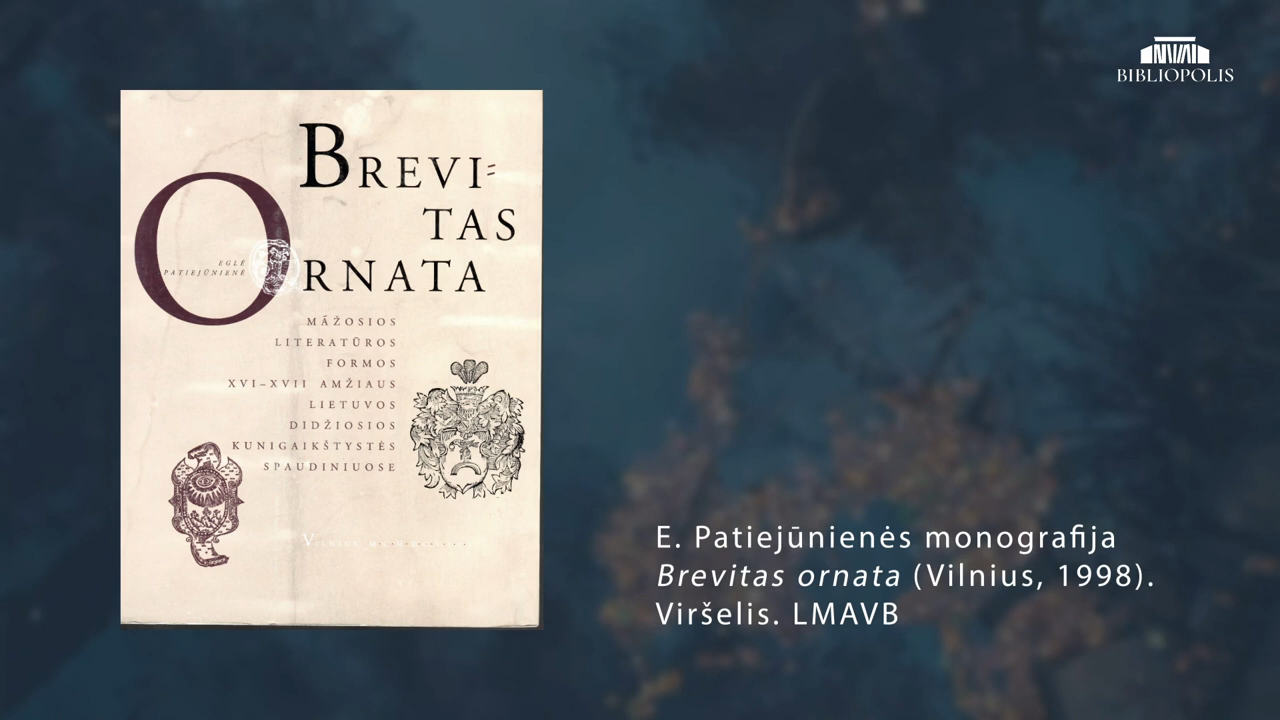 BIBLIOPOLIS
BREVI=
TAS
ORNATA
EGLĖ
PATIEJŪNIENĖ
MAŽOSIOS
LITERATŪROS
FORMOS
XVI–XVII AMŽIAUS
LIETUVOS
DIDŽIOSIOS
KUNIGAIKŠTYSTĖS
SPAUDINIUOSE
VILNIUS
E. Patiejūnienės monografija
Brevitas ornata (Vilnius, 1998).
Viršelis. LMAVB